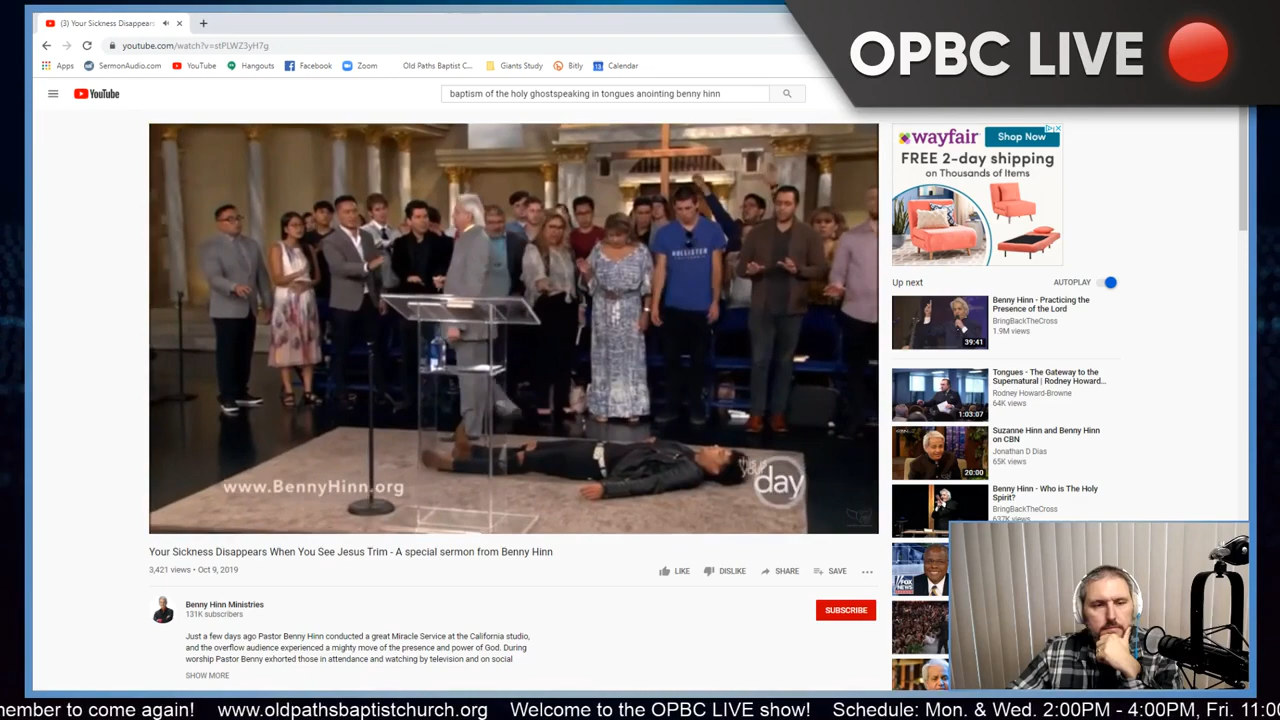 (3) Your Sickness Disappears
OPBC LIVE
youtube.com/watch?v=stPLWZ3yH7g
Apps SermonAudio.com YouTube Hangouts Facebook Zoom Old Paths Baptist C... Giants Study Bitly Calendar
YouTube
baptism of the holy ghostspeaking in tongues anointing benny hinn
wayfair Shop Now
FREE 2-day shipping
on Thousands of Items
HOLLISTER
www.BennyHinn.org
day
Up next AUTOPLAY
Benny Hinn - Practicing the
Presence of the Lord
BringBackTheCross
1.9M views
39:41
Tongues - The Gateway to the
Supernatural | Rodney Howard...
Rodney Howard-Browne
64K views
1:03:07
Suzanne Hinn and Benny Hinn
on CBN
Jonathan D Dias
65K views
20:00
Benny Hinn - Who is The Holy
Spirit?
BringBackTheCross
637K views
FOX
NEWS
Your Sickness Disappears When You See Jesus Trim - A special sermon from Benny Hinn
3,421 views • Oct 9, 2019
LIKE DISLIKE SHARE SAVE
Benny Hinn Ministries
131K subscribers
SUBSCRIBE
Just a few days ago Pastor Benny Hinn conducted a great Miracle Service at the California studio,
and the overflow audience experienced a mighty move of the presence and power of God. During
worship Pastor Benny exhorted those in attendance and watching by television and on social
SHOW MORE
member to come again! www.oldpathsbaptistchurch.org Welcome to the OPBC LIVE show! Schedule: Mon. & Wed. 2:00PM - 4:00PM, Fri. 11:00